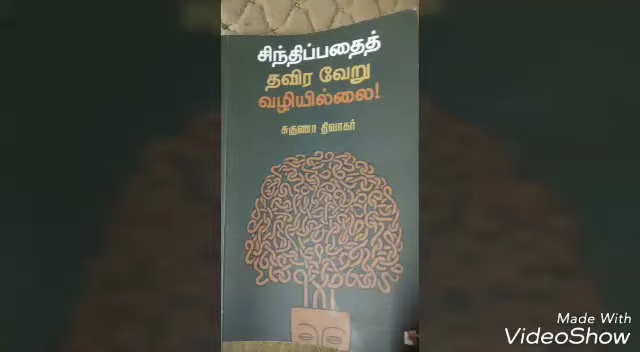 சிந்திப்பதைத்
தவிர வேறு
வழியில்லை!
சுகுணா திவாகர்
Made With
VideoShow